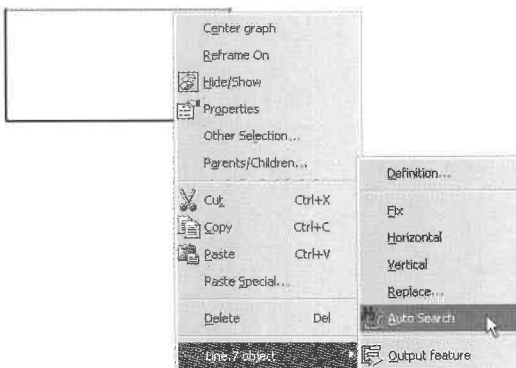 Center graph
Reframe On
Hide/Show
Properties
Other Selection...
Parents/Children...
Cut Ctrl+X
Copy Ctrl+C
Paste Ctrl+V
Paste Special...
Delete Del
Line.7 object
Definition...
Fix
Horizontal
Vertical
Replace...
Auto Search
Output feature